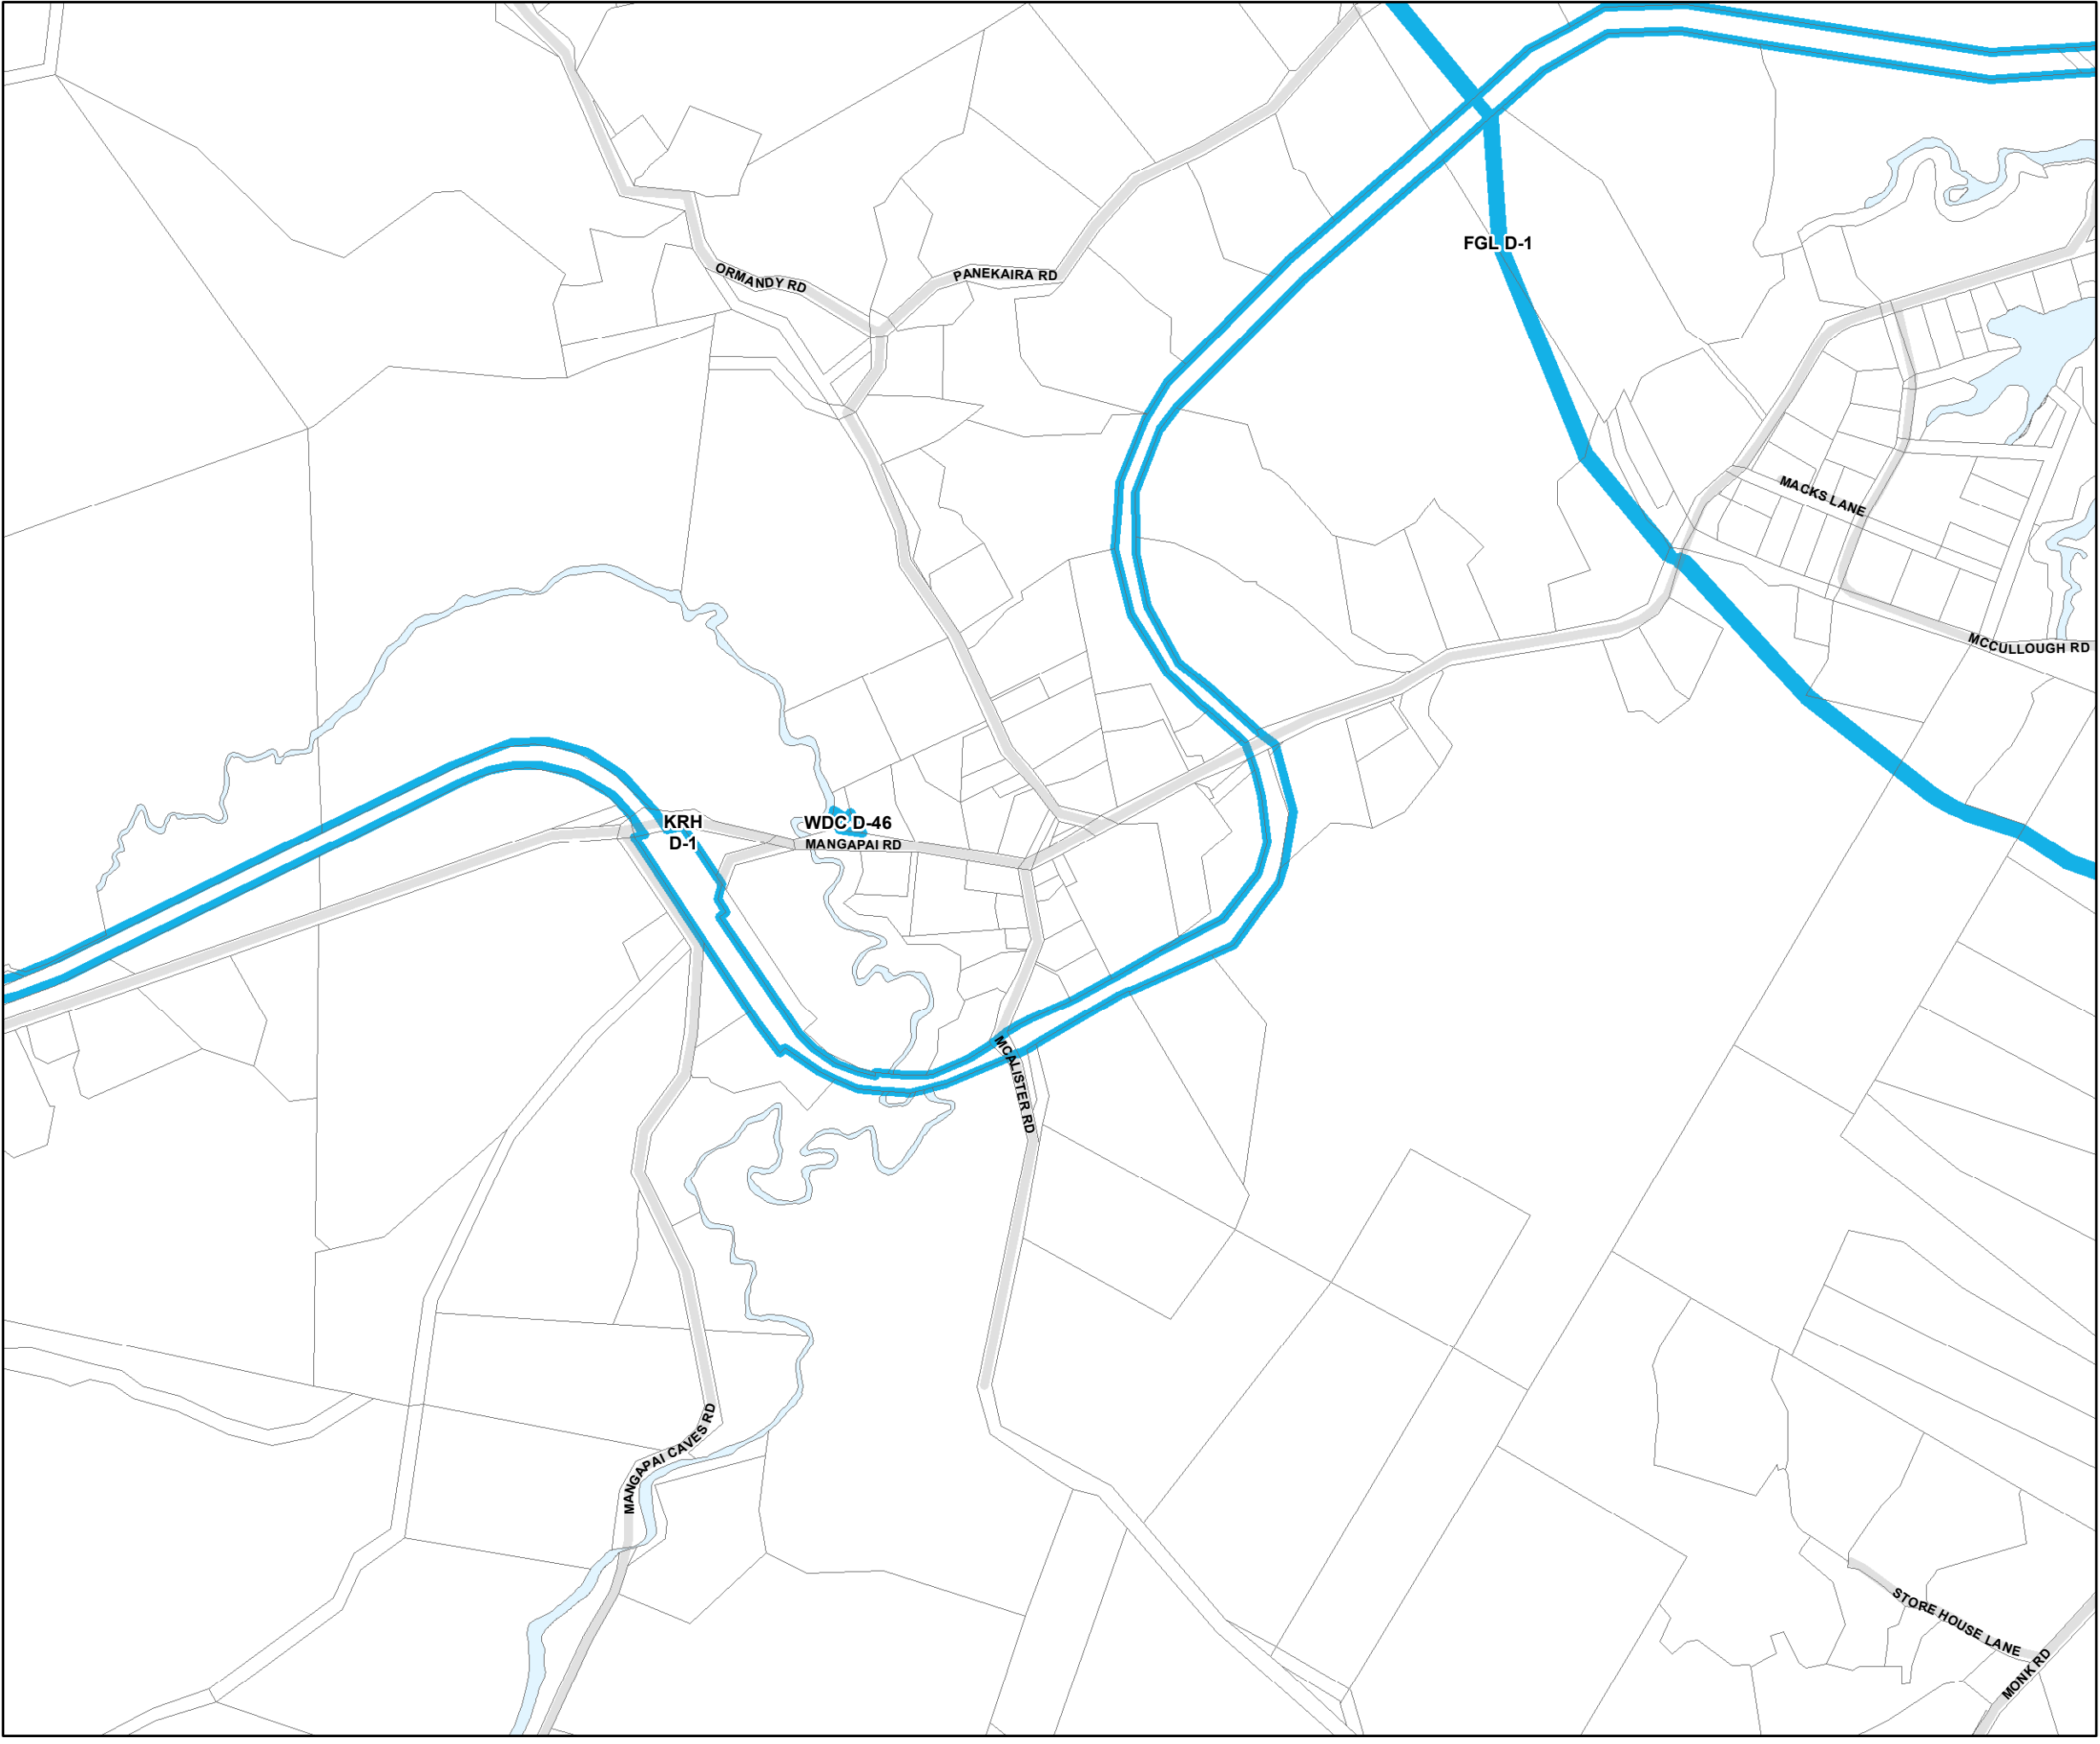 FGL D-1
ORMANDY RD
PANEKAIRA RD
MACKS LANE
MCCULLOUGH RD
KRH
D-1
WDC D-46
MANGAPAI RD
MCALISTER RD
MANGAPAI CAVES RD
STORE HOUSE LANE
MONK RD